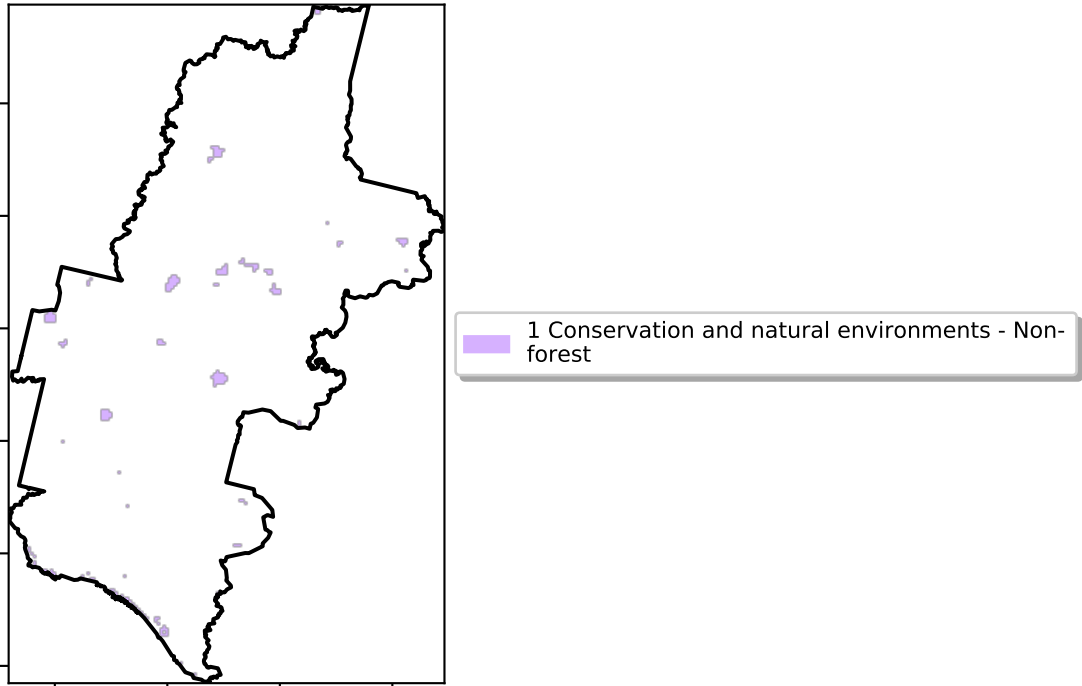 1 Conservation and natural environments - Non-
forest